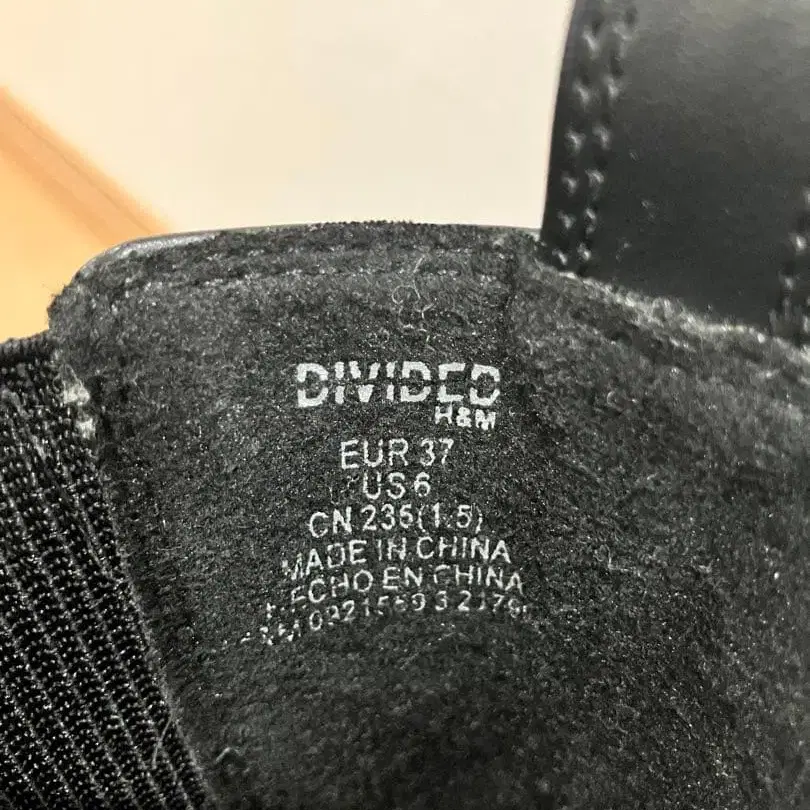 DIVIDED
H&M
EUR 37
US 6
CN 235(1.5)
MADE IN CHINA
HECHO EN CHINA